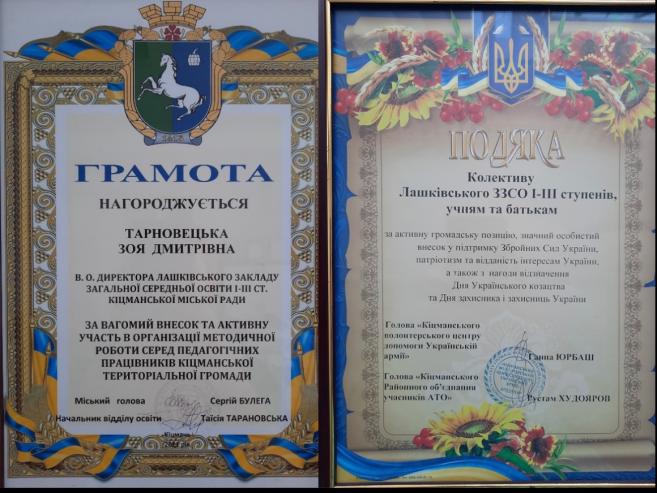 ГРАМОТА
НАГОРОДЖУЄТЬСЯ
ТАРНОВЕЦЬКА
ЗОЯ ДМИТРІВНА
В. О. ДИРЕКТОРА ЛАШКІВСЬКОГО ЗАКЛАДУ
ЗАГАЛЬНОЇ СЕРЕДНЬОЇ ОСВІТИ І-ІІІ СТ.
КІЦМАНСЬКОЇ МІСЬКОЇ РАДИ
ЗА ВАГОМИЙ ВНЕСОК ТА АКТИВНУ
УЧАСТЬ В ОРГАНІЗАЦІЇ МЕТОДИЧНОЇ
РОБОТИ СЕРЕД ПЕДАГОГІЧНИХ
ПРАЦІВНИКІВ КІЦМАНСЬКОЇ
ТЕРИТОРІАЛЬНОЇ ГРОМАДИ
Міський голова Сергій БУЛЕГА
Начальник відділу освіти Таїсія ТАРАНОВСЬКА
Кіцмань
ПОДЯКА
Колективу
Лашківського ЗЗСО І-ІІІ ступенів,
учням та батькам
за активну громадську позицію, значний особистий
внесок у підтримку Збройних Сил України,
патріотизм та відданість інтересам України,
а також з нагоди відзначення
Дня Українського козацтва
та Дня захисника і захисниць України
Голова «Кіцманського
волонтерського центру
допомоги Українській
армії» Ганна ЮРБАШ
Голова «Кіцманського
Районного об'єднання
учасників АТО» Рустам ХУДОЯРОВ